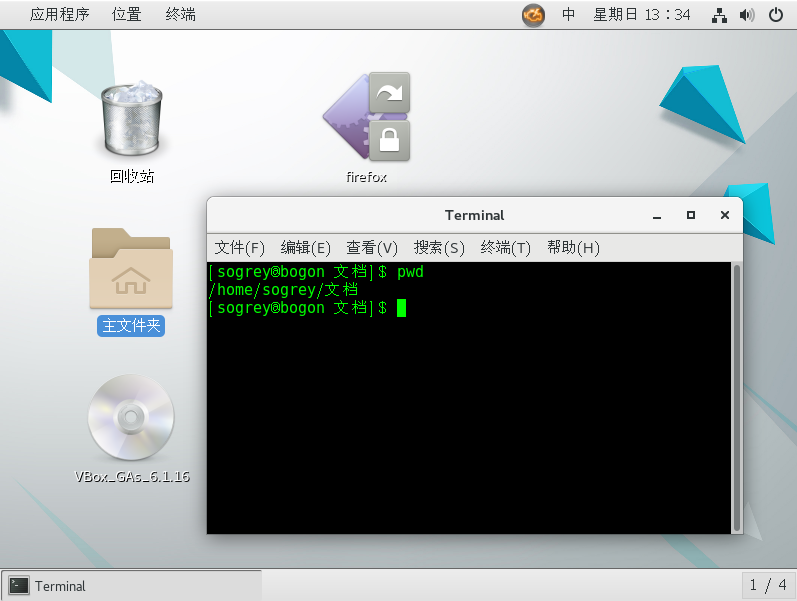 应用程序 位置 终端 中 星期日 13：34
回收站
firefox
Terminal
文件(F) 编辑(E) 查看(V) 搜索(S) 终端(T) 帮助(H)
[sogrey@bogon 文档]$ pwd
/home/sogrey/文档
[sogrey@bogon 文档]$
主文件夹
VBox_GAs_6.1.16
Terminal
1 / 4